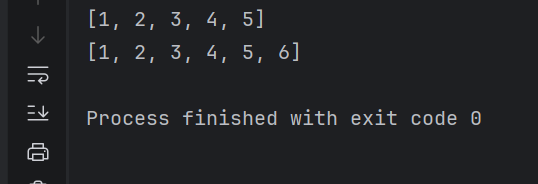 [1, 2, 3, 4, 5]
[1, 2, 3, 4, 5, 6]
Process finished with exit code 0